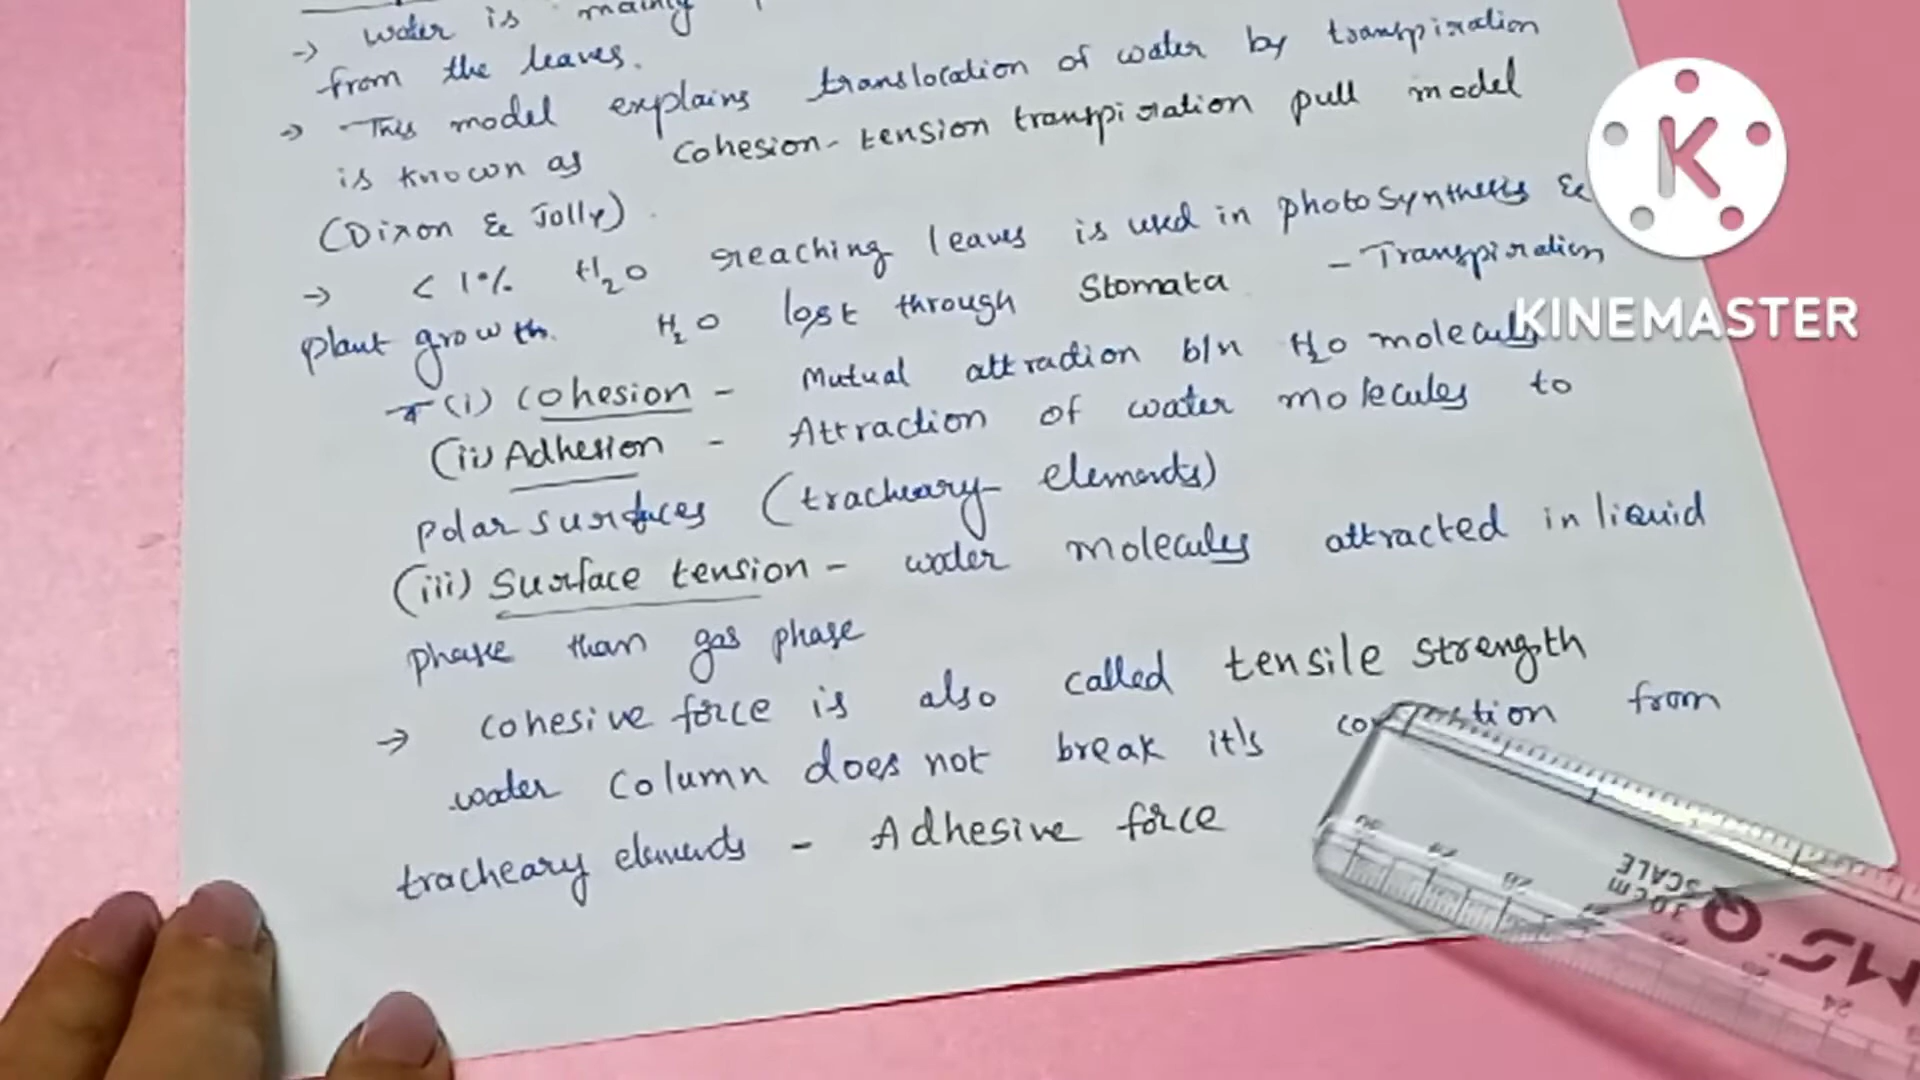 → water is mainly
from the leaves.
→ This model explains translocation of water by transpiration
is known as Cohesion-tension transpiration pull model
(Dixon & Jolly).
→ < 1% H2O reaching leaves is used in photosynthesis &
plant growth. H2O lost through Stomata - Transpiration
(i) Cohesion - Mutual attraction b/n H2O molecules
(ii) Adhesion - Attraction of water molecules to
polar surfaces (tracheary elements)
(iii) Surface tension - water molecules attracted in liquid
phase than gas phase
→ cohesive force is also called tensile strength
water column does not break it's from
tracheary elements - Adhesive force
K
KINEMASTER
30CM
SCALE